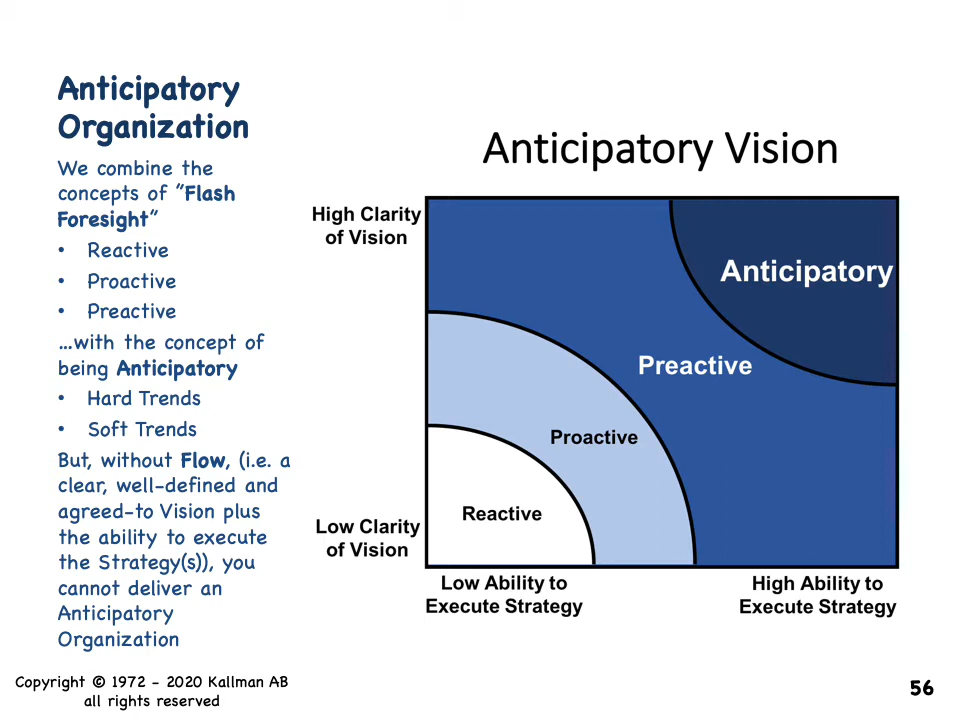 Anticipatory
Organization
We combine the
concepts of “Flash
Foresight”
• Reactive
• Proactive
• Preactive
…with the concept of
being Anticipatory
• Hard Trends
• Soft Trends
But, without Flow, (i.e. a
clear, well-defined and
agreed-to Vision plus
the ability to execute
the Strategy(s)), you
cannot deliver an
Anticipatory
Organization
Anticipatory Vision
High Clarity
of Vision
Anticipatory
Preactive
Proactive
Reactive
Low Clarity
of Vision
Low Ability to
Execute Strategy
High Ability to
Execute Strategy
Copyright © 1972 - 2020 Kallman AB
all rights reserved
56